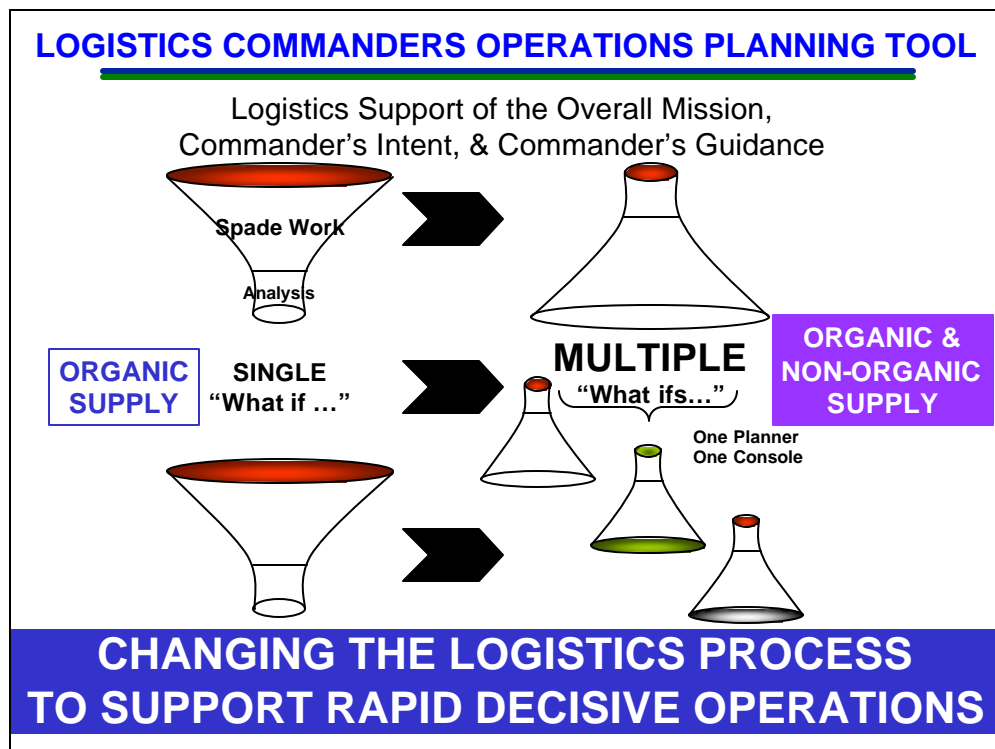 LOGISTICS COMMANDERS OPERATIONS PLANNING TOOL
Logistics Support of the Overall Mission,
Commander’s Intent, & Commander’s Guidance
Spade Work
Analysis
ORGANIC
SUPPLY
SINGLE
“What if …”
MULTIPLE
“What ifs…”
ORGANIC &
NON-ORGANIC
SUPPLY
One Planner
One Console
CHANGING THE LOGISTICS PROCESS
TO SUPPORT RAPID DECISIVE OPERATIONS